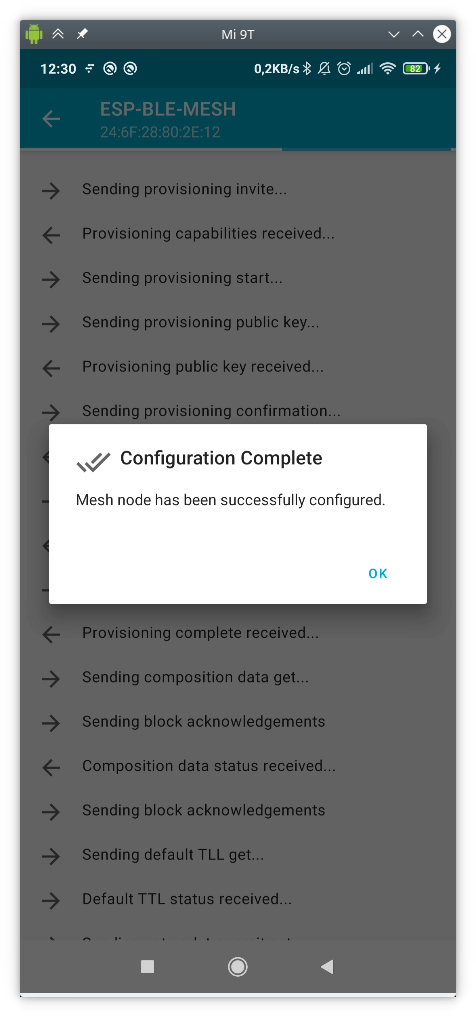 Mi 9T
12:30 0,2KB/s 82
ESP-BLE-MESH
24:6F:28:80:2E:12
Sending provisioning invite...
Provisioning capabilities received...
Sending provisioning start...
Sending provisioning public key...
Provisioning public key received...
Sending provisioning confirmation...
Configuration Complete
Mesh node has been successfully configured.
OK
Provisioning complete received...
Sending composition data get...
Sending block acknowledgements
Composition data status received...
Sending block acknowledgements
Sending default TLL get...
Default TTL status received...